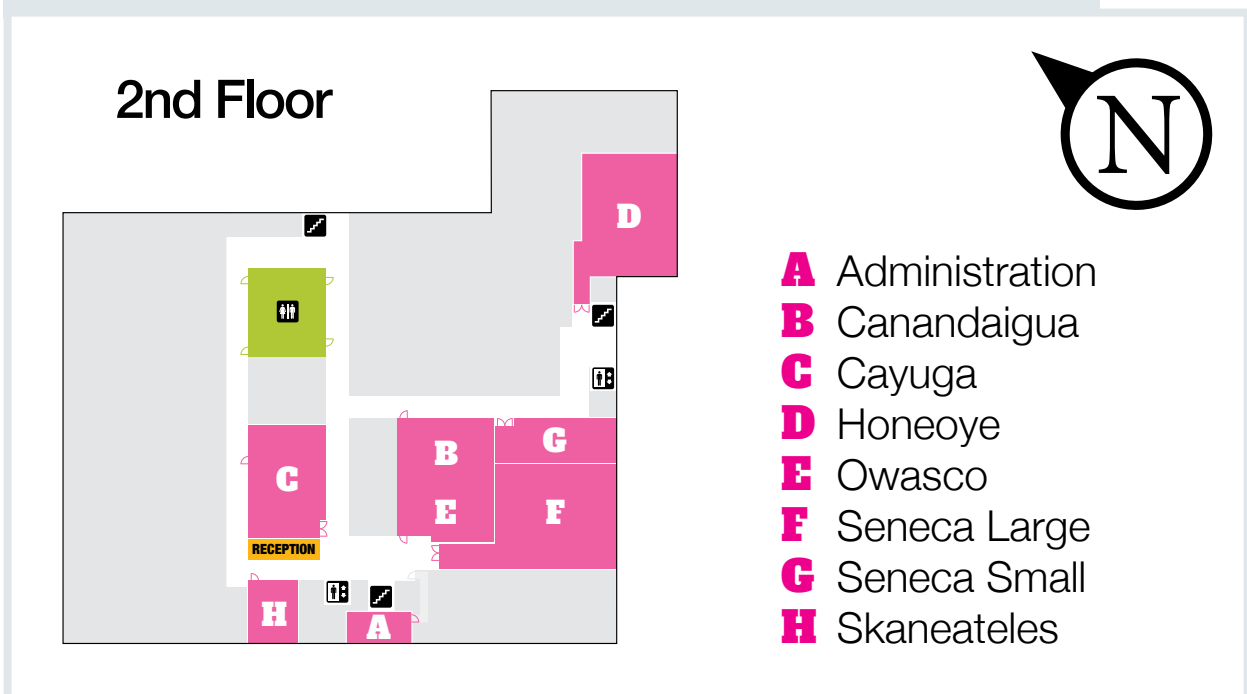 2nd Floor
N
D
B
G
C
E
F
RECEPTION
H
A
A Administration
B Canandaigua
C Cayuga
D Honeoye
E Owasco
F Seneca Large
G Seneca Small
H Skaneateles